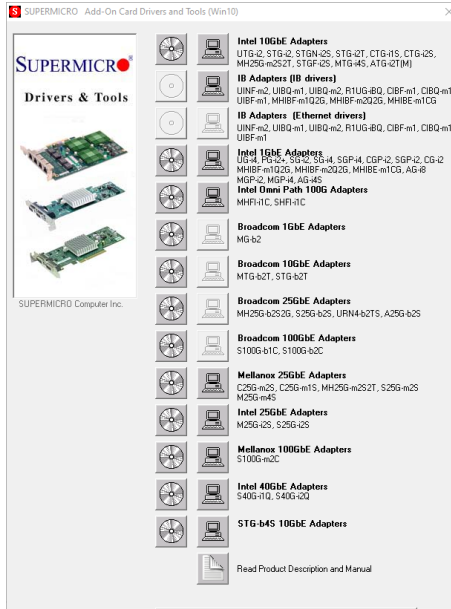 SUPERMICRO Add-On Card Drivers and Tools (Win10)
SUPERMICRO
Drivers & Tools
SUPERMICRO Computer Inc.
Intel 10GbE Adapters
UTG-i2, STG-i2, STGN-i2S, STG-i2T, CTG-i1S, CTG-i2S,
MH25G-m2S2T, STGF-i2S, MTG-i4S, ATG-i2T(M)
IB Adapters (IB drivers)
UINF-m2, UIBQ-m1, UIBQ-m2, R1UG-iBQ, CIBF-m1, CIBQ-m1
UIBF-m1, MHIBF-m1Q2G, MHIBF-m2Q2G, MHIBE-m1CG
IB Adapters (Ethernet drivers)
UINF-m2, UIBQ-m1, UIBQ-m2, R1UG-iBQ, CIBF-m1, CIBQ-m1
UIBF-m1
Intel 1GbE Adapters
UG-i4, PG-i2+, SG-i2, SG-i4, SGP-i4, CGP-i2, SGP-i2, CG-i2
MHIBF-m1Q2G, MHIBF-m2Q2G, MHIBE-m1CG, AG-i8
MGP-i2, MGP-i4, AG-i4S
Intel Omni Path 100G Adapters
MHFI-i1C, SHFI-i1C
Broadcom 1GbE Adapters
MG-b2
Broadcom 10GbE Adapters
MTG-b2T, STG-b2T
Broadcom 25GbE Adapters
MH25G-b2S2G, S25G-b2S, URN4-b2TS, A25G-b2S
Broadcom 100GbE Adapters
S100G-b1C, S100G-b2C
Mellanox 25GbE Adapters
C25G-m2S, C25G-m1S, MH25G-m2S2T, S25G-m2S
M25G-m4S
Intel 25GbE Adapters
M25G-i2S, S25G-i2S
Mellanox 100GbE Adapters
S100G-m2C
Intel 40GbE Adapters
S40G-i1Q, S40G-i2Q
STG-b4S 10GbE Adapters
Read Product Description and Manual